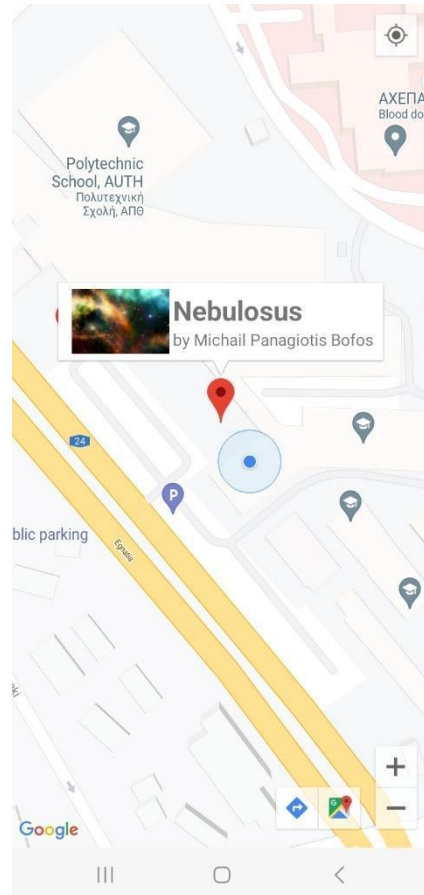 ΑΧΕΠΑ
Blood do
Polytechnic
School, AUTH
Πολυτεχνική
Σχολή, ΑΠΘ
Nebulosus
by Michail Panagiotis Bofos
24
P
blic parking
Egnatia
ki
Google